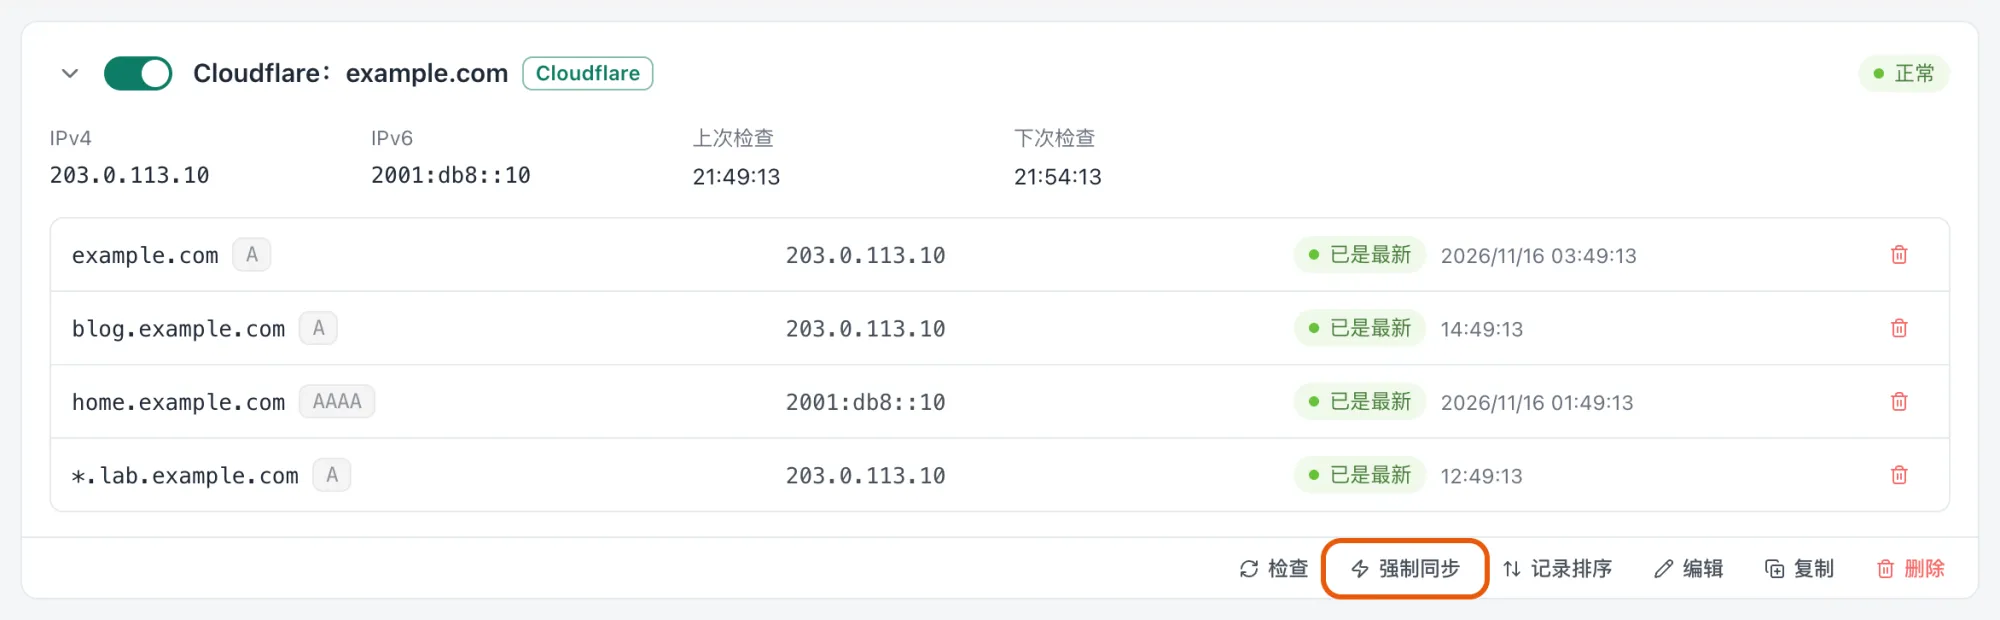 Cloudflare：example.com Cloudflare 正常
IPv4 IPv6 上次检查 下次检查
203.0.113.10 2001:db8::10 21:49:13 21:54:13
example.com A 203.0.113.10 已是最新 2026/11/16 03:49:13
blog.example.com A 203.0.113.10 已是最新 14:49:13
home.example.com AAAA 2001:db8::10 已是最新 2026/11/16 01:49:13
*.lab.example.com A 203.0.113.10 已是最新 12:49:13
检查 强制同步 记录排序 编辑 复制 删除